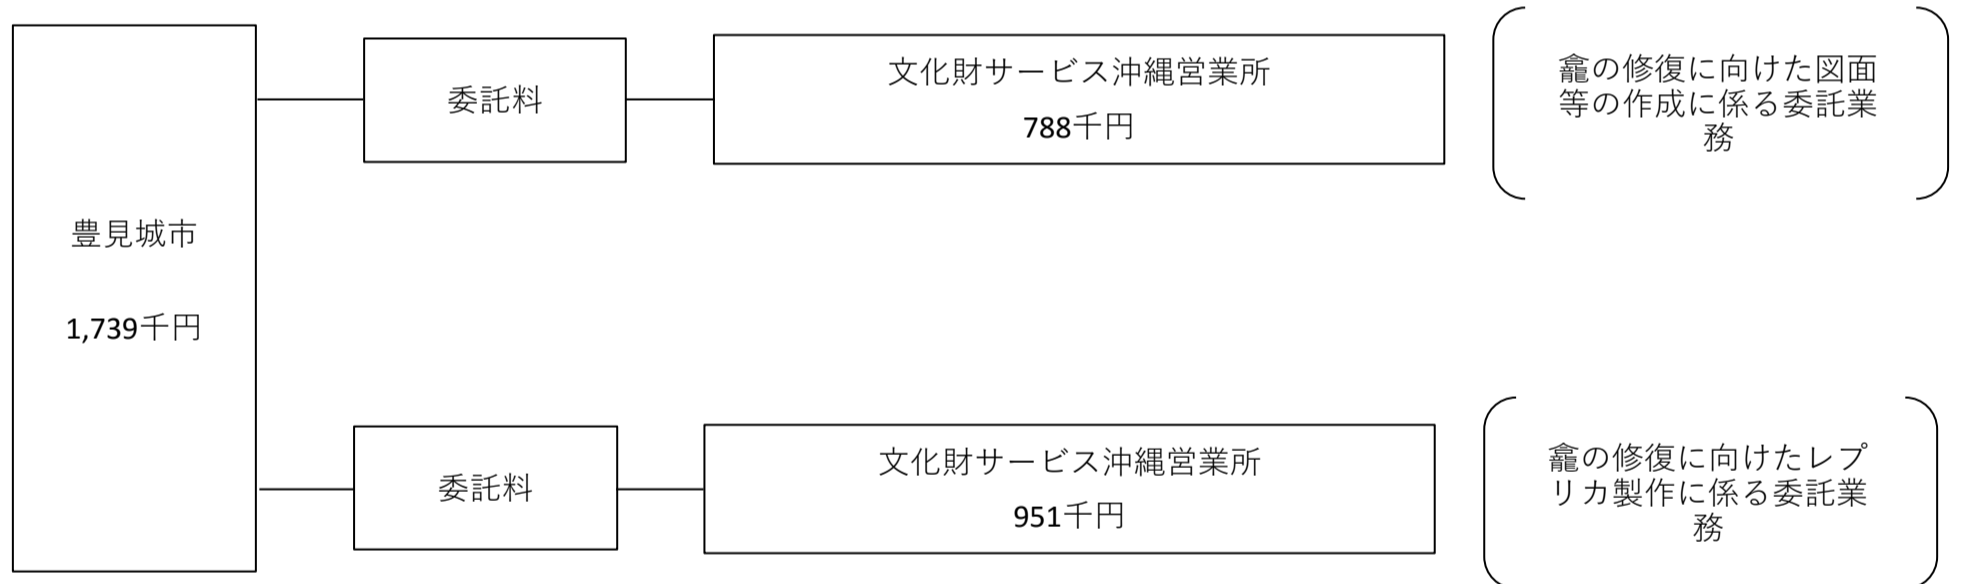 豊見城市
1,739千円
委託料
文化財サービス沖縄営業所
788千円
龕の修復に向けた図面
等の作成に係る委託業
務
委託料
文化財サービス沖縄営業所
951千円
龕の修復に向けたレプ
リカ製作に係る委託業
務